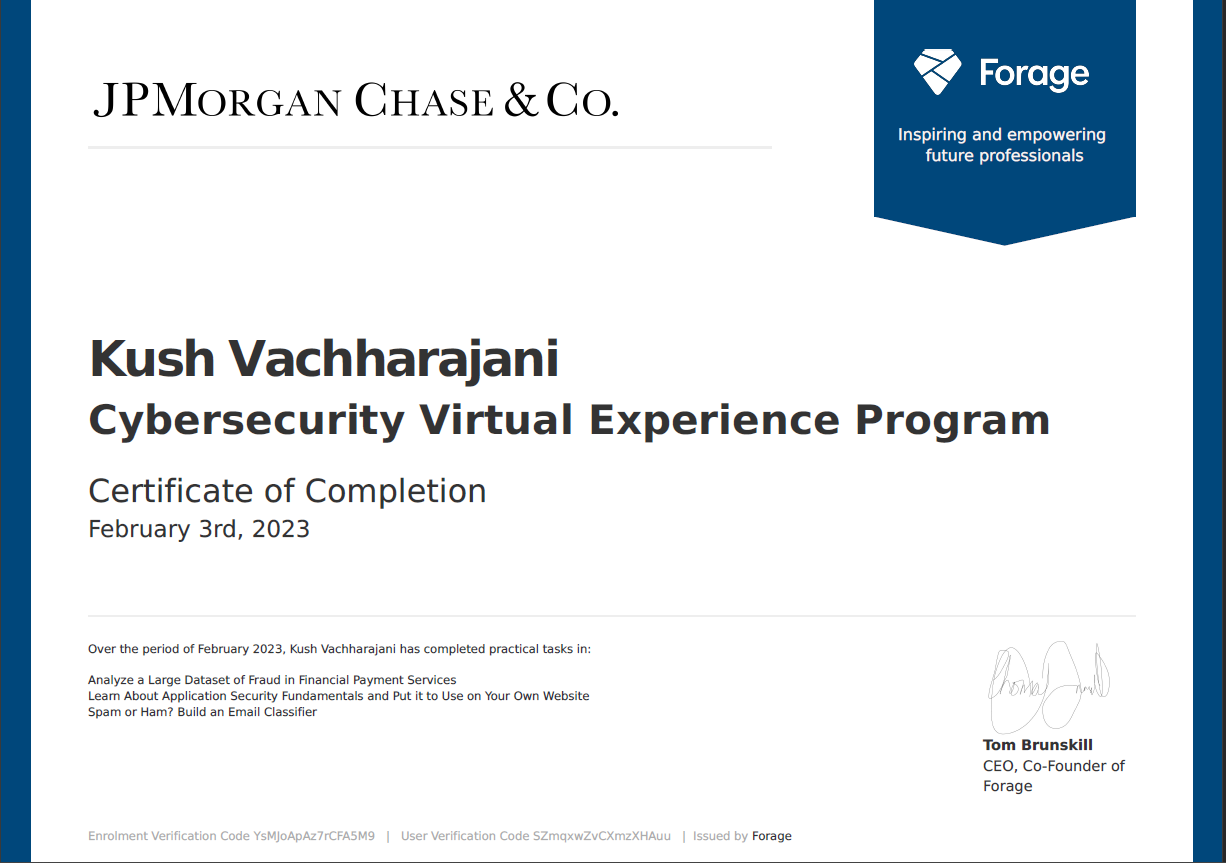 JPMORGAN CHASE & CO.
Forage
Inspiring and empowering
future professionals
Kush Vachharajani
Cybersecurity Virtual Experience Program
Certificate of Completion
February 3rd, 2023
Over the period of February 2023, Kush Vachharajani has completed practical tasks in:
Analyze a Large Dataset of Fraud in Financial Payment Services
Learn About Application Security Fundamentals and Put it to Use on Your Own Website
Spam or Ham? Build an Email Classifier
Tom Brunskill
CEO, Co-Founder of
Forage
Enrolment Verification Code YsMJoApAz7rCFA5M9 | User Verification Code SZmqxwZvCXmzXHAuu | Issued by Forage